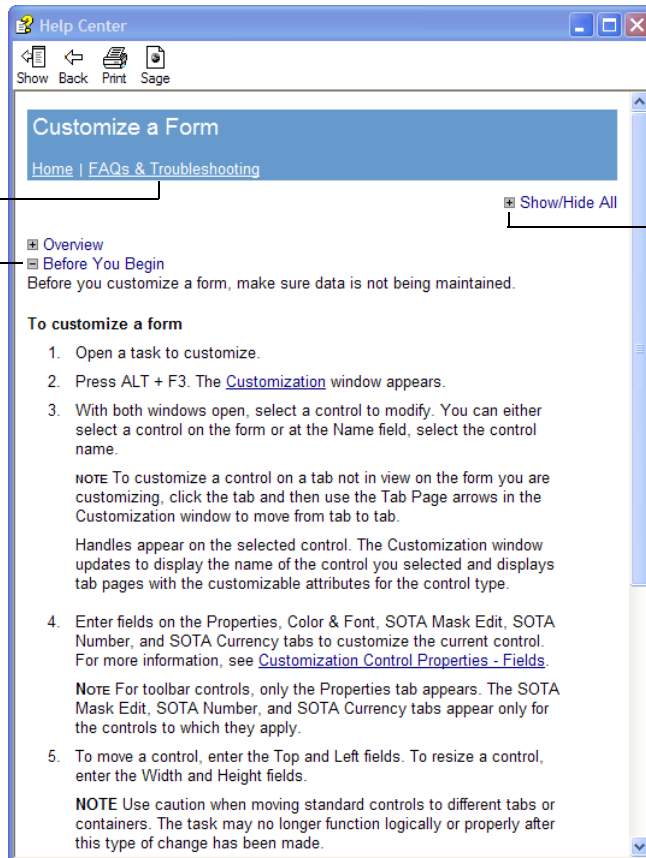 Help Center
Show Back Print Sage
Customize a Form
Home | FAQs & Troubleshooting
Show/Hide All
Overview
Before You Begin
Before you customize a form, make sure data is not being maintained.
To customize a form
1. Open a task to customize.
2. Press ALT + F3. The Customization window appears.
3. With both windows open, select a control to modify. You can either
select a control on the form or at the Name field, select the control
name.
NOTE To customize a control on a tab not in view on the form you are
customizing, click the tab and then use the Tab Page arrows in the
Customization window to move from tab to tab.
Handles appear on the selected control. The Customization window
updates to display the name of the control you selected and displays
tab pages with the customizable attributes for the control type.
4. Enter fields on the Properties, Color & Font, SOTA Mask Edit, SOTA
Number, and SOTA Currency tabs to customize the current control.
For more information, see Customization Control Properties - Fields.
NOTE For toolbar controls, only the Properties tab appears. The SOTA
Mask Edit, SOTA Number, and SOTA Currency tabs appear only for
the controls to which they apply.
5. To move a control, enter the Top and Left fields. To resize a control,
enter the Width and Height fields.
NOTE Use caution when moving standard controls to different tabs or
containers. The task may no longer function logically or properly after
this type of change has been made.